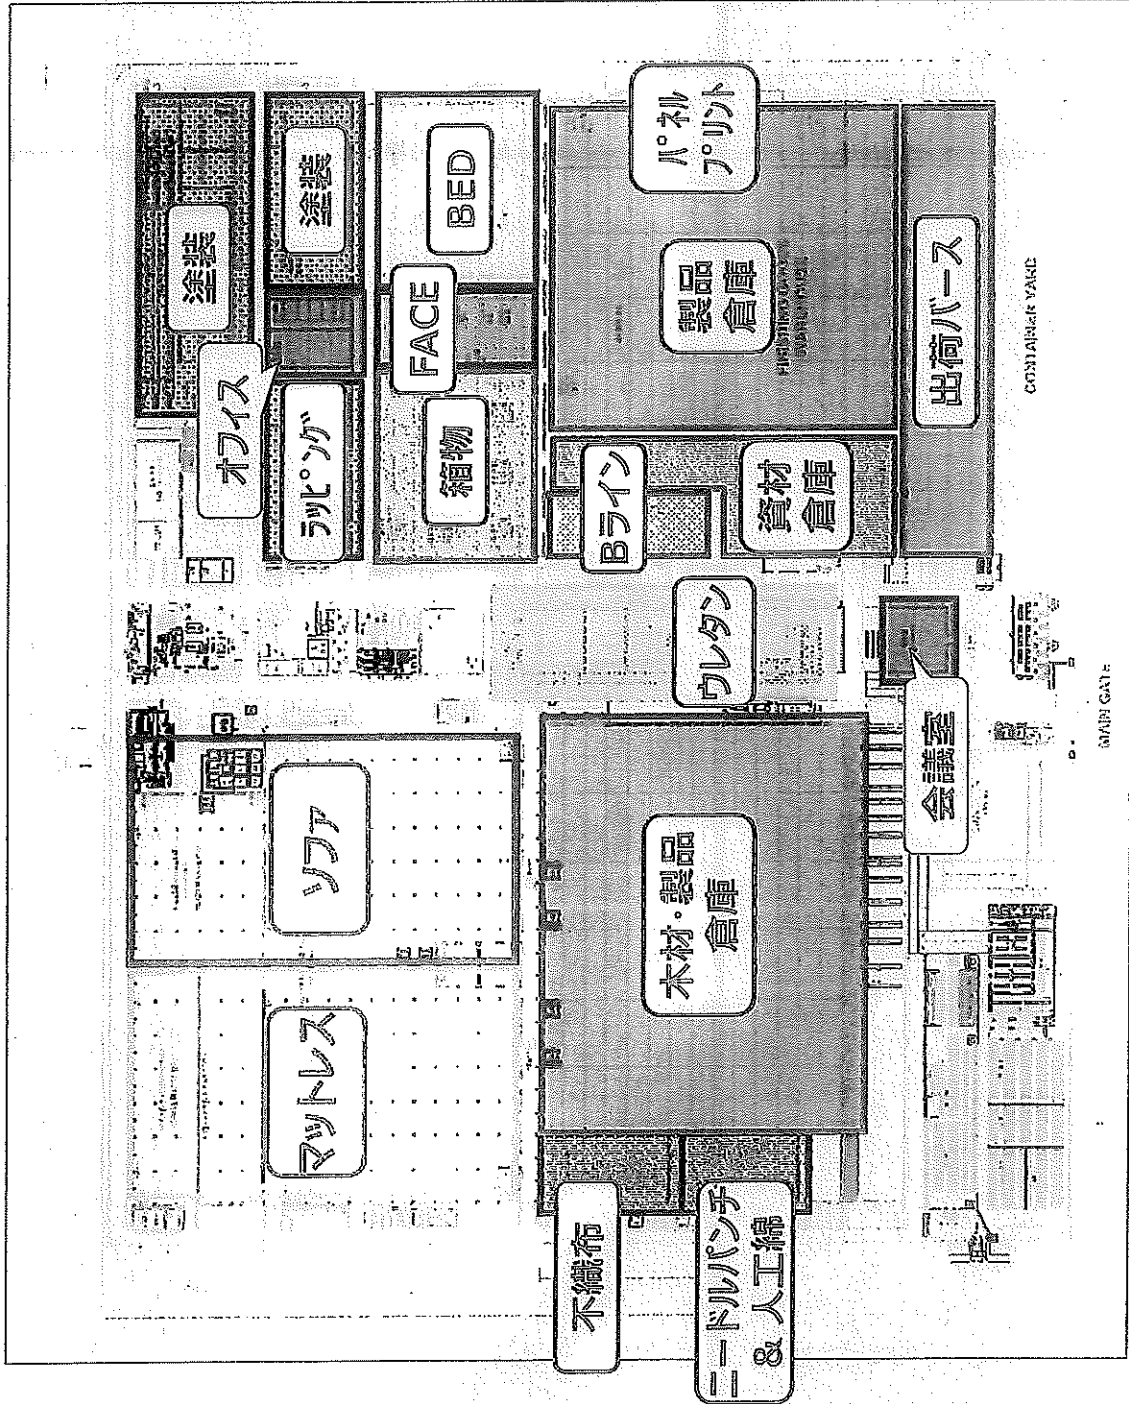 マットレス
ソファ
塗装
オフィス
ラッピング
塗装
箱物
FACE
BED
不織布
ニードルパンチ
& 人工綿
木材・製品
倉庫
ウレタン
Bライン
資材
倉庫
製品
倉庫
パネル
プリント
会議室
出荷バース
MAIN GATE
CONTAINER YARD